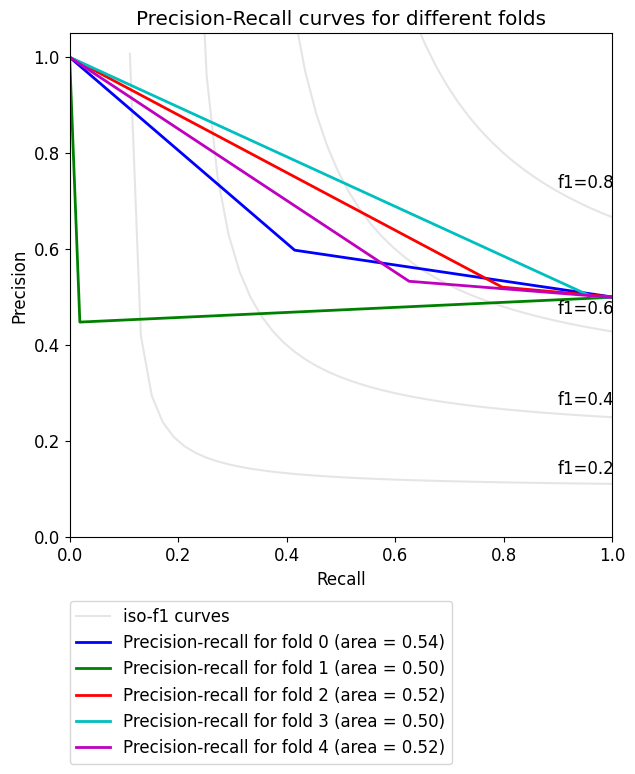 Precision-Recall curves for different folds
1.0
0.8
0.6
0.4
0.2
0.0
Precision
f1=0.8
f1=0.6
f1=0.4
f1=0.2
0.0 0.2 0.4 0.6 0.8 1.0
Recall
iso-f1 curves
Precision-recall for fold 0 (area = 0.54)
Precision-recall for fold 1 (area = 0.50)
Precision-recall for fold 2 (area = 0.52)
Precision-recall for fold 3 (area = 0.50)
Precision-recall for fold 4 (area = 0.52)